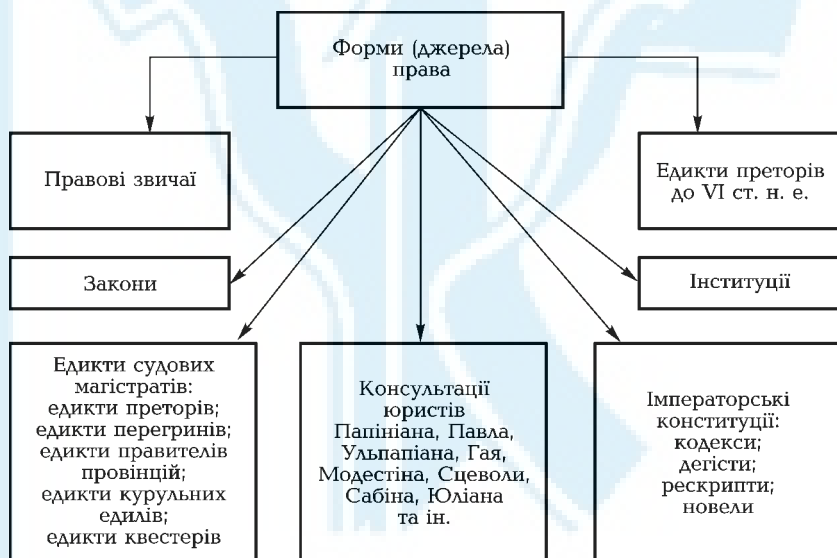 Форми (джерела)
права
Правові звичаї
Едикти преторів
до VI ст. н. е.
Закони
Інституції
Едикти судових
магістратів:
едикти преторів;
едикти перегринів;
едикти правителів
провінцій;
едикти курульних
едилів;
едикти квестерів
Консультації
юристів
Папініана, Павла,
Ульпапіана, Гая,
Модестіна, Сцеволи,
Сабіна, Юліана
та ін.
Імператорські
конституції:
кодекси;
дегісти;
рескрипти;
новели